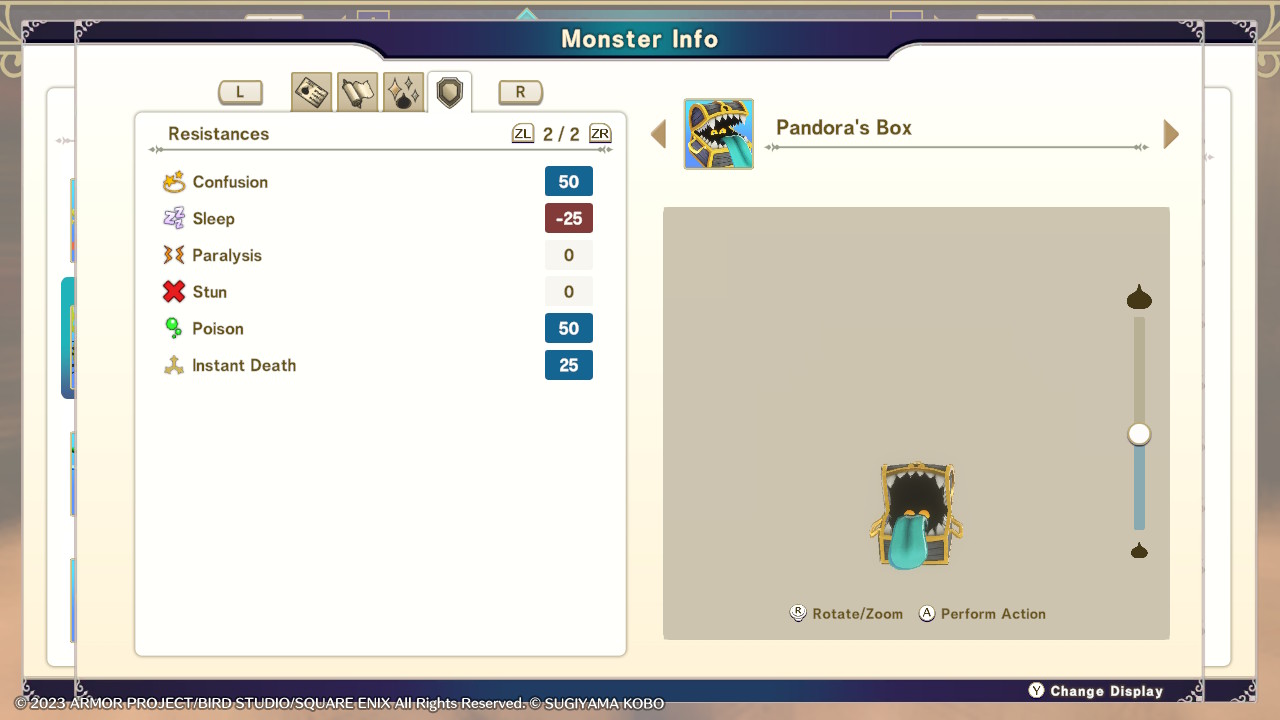 Monster Info
L
R
Resistances
ZL 2 / 2 ZR
Confusion 50
Sleep -25
Paralysis 0
Stun 0
Poison 50
Instant Death 25
Pandora's Box
R Rotate/Zoom A Perform Action
Y Change Display
© 2023 ARMOR PROJECT/BIRD STUDIO/SQUARE ENIX All Rights Reserved. © SUGIYAMA KOBO